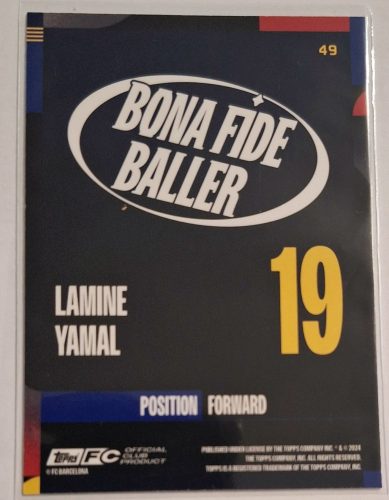 49
BONA FIDE
BALLER
LAMINE
YAMAL
19
POSITION FORWARD
TOPPS FC OFFICIAL CLUB PRODUCT
© FC BARCELONA
PUBLISHED UNDER LICENSE BY THE TOPPS COMPANY INC. ® & © 2024
THE TOPPS COMPANY, INC. ALL RIGHTS RESERVED.
TOPPS IS A REGISTERED TRADEMARK OF THE TOPPS COMPANY, INC.